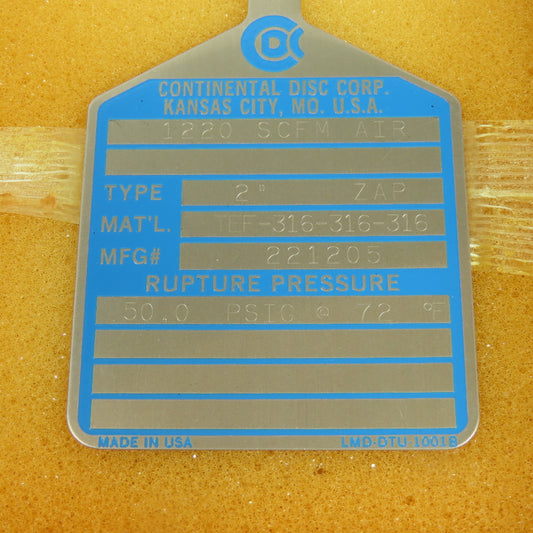 CDC
CONTINENTAL DISC CORP.
KANSAS CITY, MO. U.S.A.
1220 SCFM AIR
TYPE 2" ZAP
MAT'L. TEF-316-316-316
MFG# 221205
RUPTURE PRESSURE
50.0 PSIG @ 72 °F
MADE IN USA LMD-DTU 10018